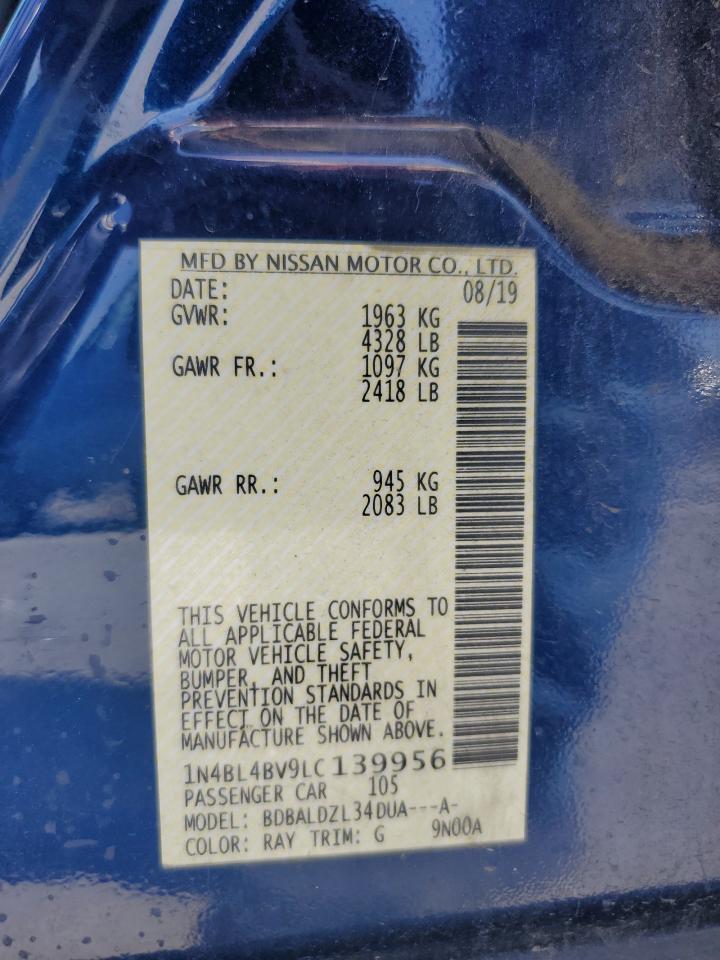 MFD BY NISSAN MOTOR CO., LTD.
DATE: 08/19
GVWR: 1963 KG
4328 LB
GAWR FR.: 1097 KG
2418 LB
GAWR RR.: 945 KG
2083 LB
THIS VEHICLE CONFORMS TO
ALL APPLICABLE FEDERAL
MOTOR VEHICLE SAFETY,
BUMPER, AND THEFT
PREVENTION STANDARDS IN
EFFECT ON THE DATE OF
MANUFACTURE SHOWN ABOVE.
1N4BL4BV9LC139956
PASSENGER CAR 105
MODEL: BDBALDZL34DUA---A-
COLOR: RAY TRIM: G 9N00A